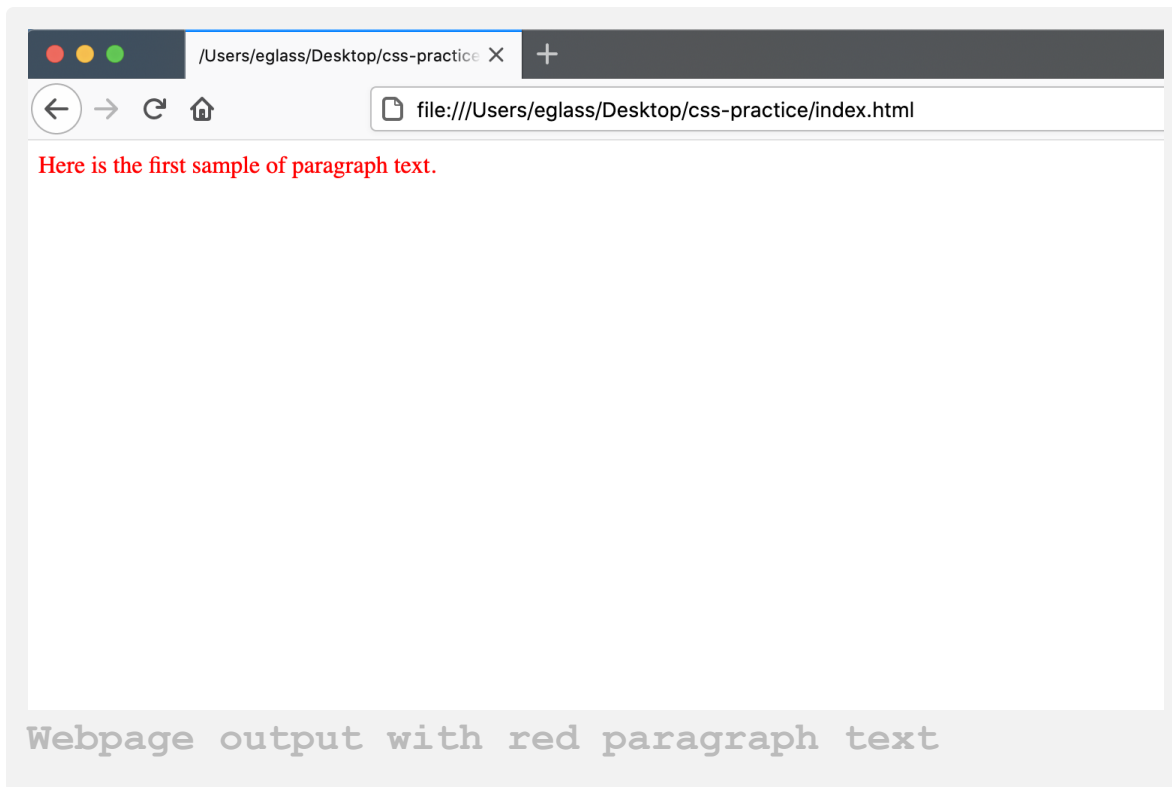 /Users/eglass/Desktop/css-practice
file:///Users/eglass/Desktop/css-practice/index.html
Here is the first sample of paragraph text.
Webpage output with red paragraph text